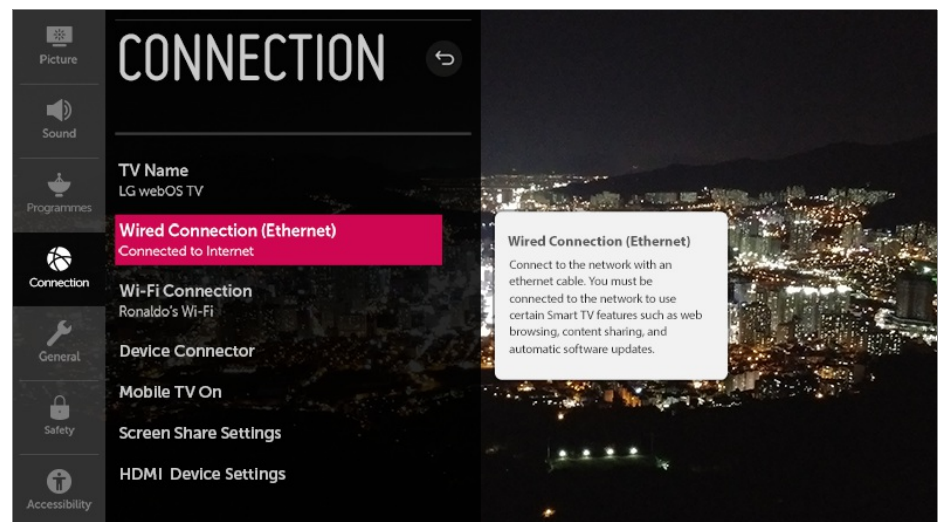 Picture
Sound
Programmes
Connection
General
Safety
Accessibility
CONNECTION
TV Name
LG webOS TV
Wired Connection (Ethernet)
Connected to Internet
Wi-Fi Connection
Ronaldo's Wi-Fi
Device Connector
Mobile TV On
Screen Share Settings
HDMI Device Settings
Wired Connection (Ethernet)
Connect to the network with an
ethernet cable. You must be
connected to the network to use
certain Smart TV features such as web
browsing, content sharing, and
automatic software updates.